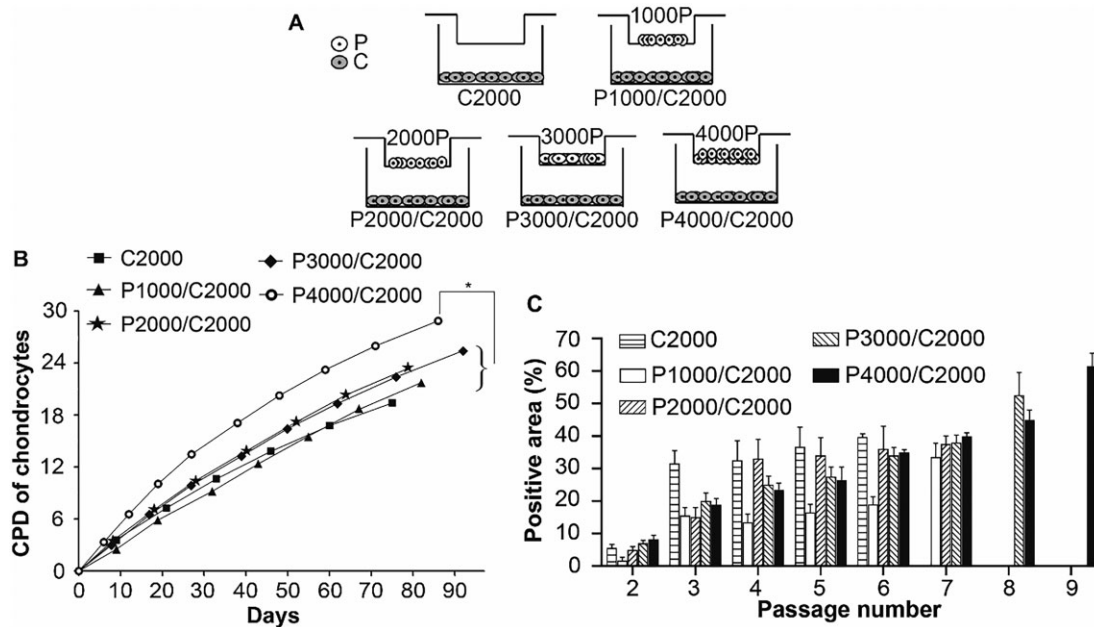 A
P
C
C2000
1000P
P1000/C2000
2000P
P2000/C2000
3000P
P3000/C2000
4000P
P4000/C2000
B
C2000
P1000/C2000
P2000/C2000
P3000/C2000
P4000/C2000
*
CPD of chondrocytes
30
24
18
12
6
0
0 10 20 30 40 50 60 70 80 90
Days
C
C2000
P1000/C2000
P2000/C2000
P3000/C2000
P4000/C2000
Positive area (%)
70
60
50
40
30
20
10
0
2 3 4 5 6 7 8 9
Passage number